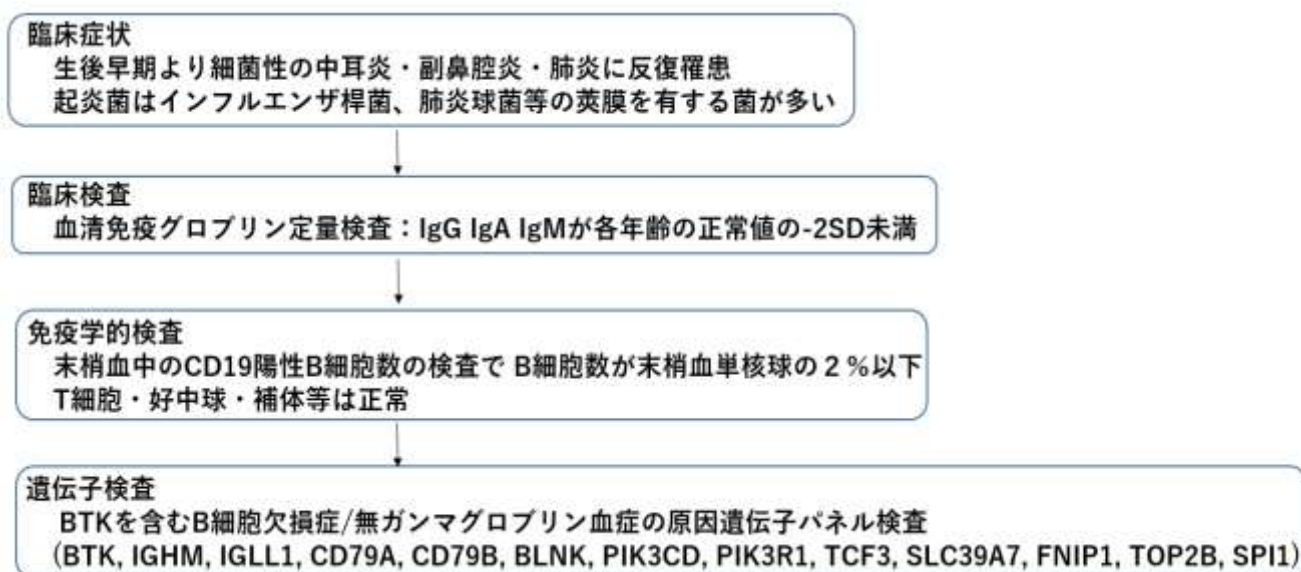 臨床症状
生後早期より細菌性の中耳炎・副鼻腔炎・肺炎に反復罹患
起炎菌はインフルエンザ桿菌、肺炎球菌等の莢膜を有する菌が多い
臨床検査
血清免疫グロブリン定量検査：IgG IgA IgMが各年齢の正常値の-2SD未満
免疫学的検査
末梢血中のCD19陽性B細胞数の検査で B細胞数が末梢血単核球の２％以下
T細胞・好中球・補体等は正常
遺伝子検査
BTKを含むB細胞欠損症/無ガンマグロブリン血症の原因遺伝子パネル検査
(BTK, IGHM, IGLL1, CD79A, CD79B, BLNK, PIK3CD, PIK3R1, TCF3, SLC39A7, FNIP1, TOP2B, SPI1)